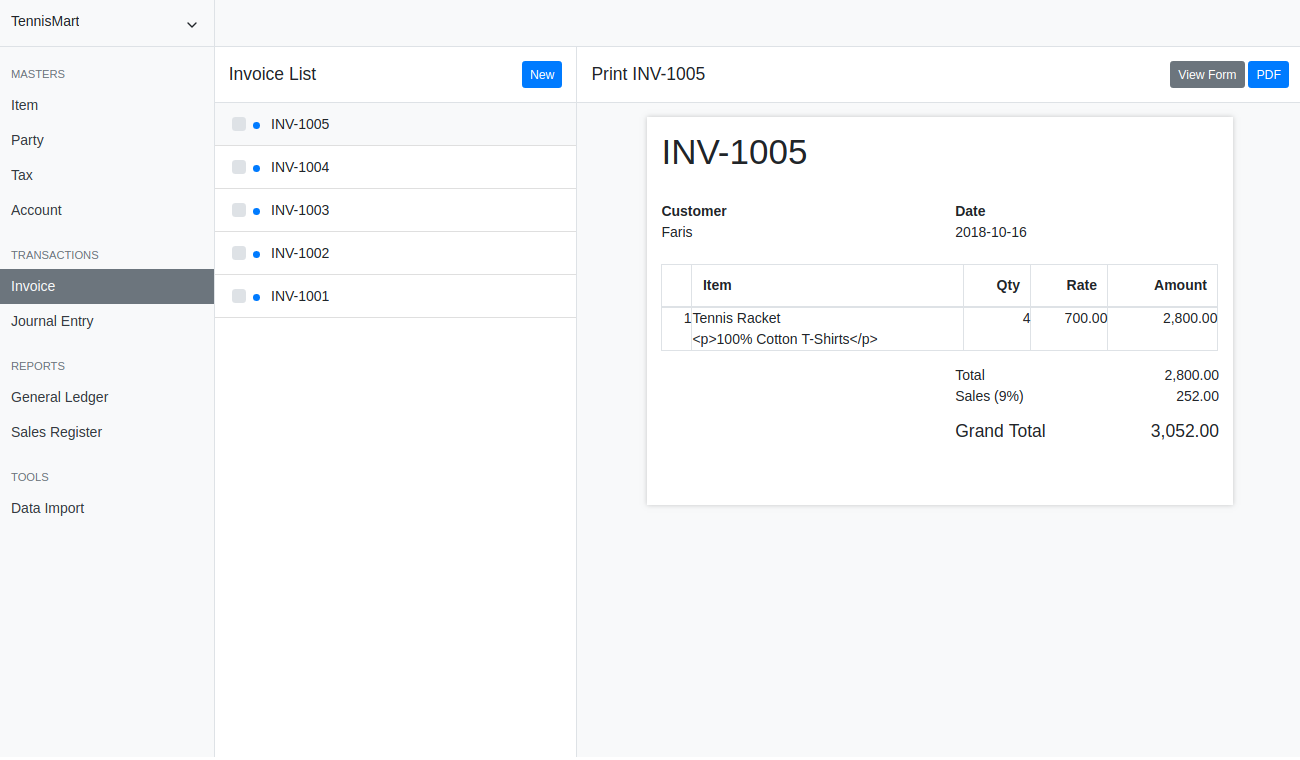 TennisMart
MASTERS
Item
Party
Tax
Account
TRANSACTIONS
Invoice
Journal Entry
REPORTS
General Ledger
Sales Register
TOOLS
Data Import
Invoice List
New
INV-1005
INV-1004
INV-1003
INV-1002
INV-1001
Print INV-1005
View Form
PDF
INV-1005
Customer Date
Faris 2018-10-16
Item Qty Rate Amount
1 Tennis Racket 4 700.00 2,800.00
<p>100% Cotton T-Shirts</p>
Total 2,800.00
Sales (9%) 252.00
Grand Total 3,052.00